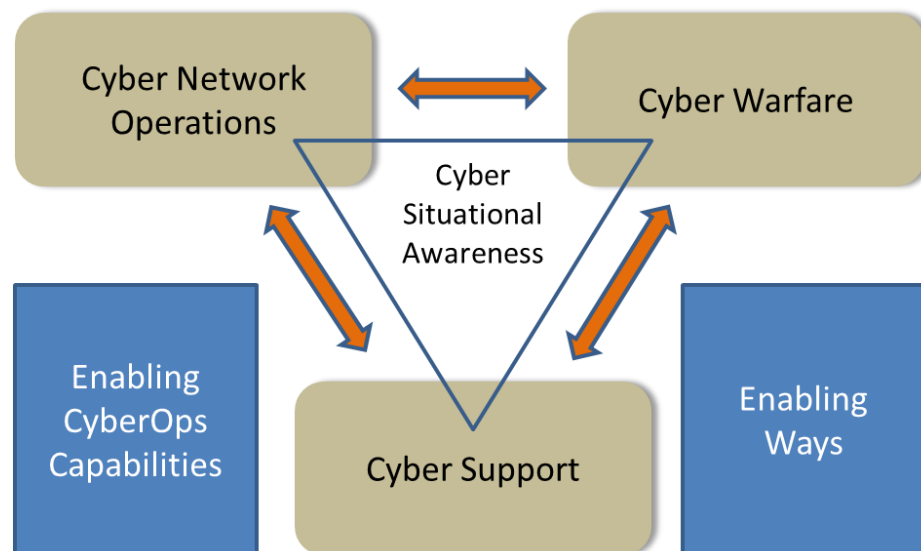 Cyber Network
Operations
Cyber Warfare
Cyber
Situational
Awareness
Enabling
CyberOps
Capabilities
Cyber Support
Enabling
Ways